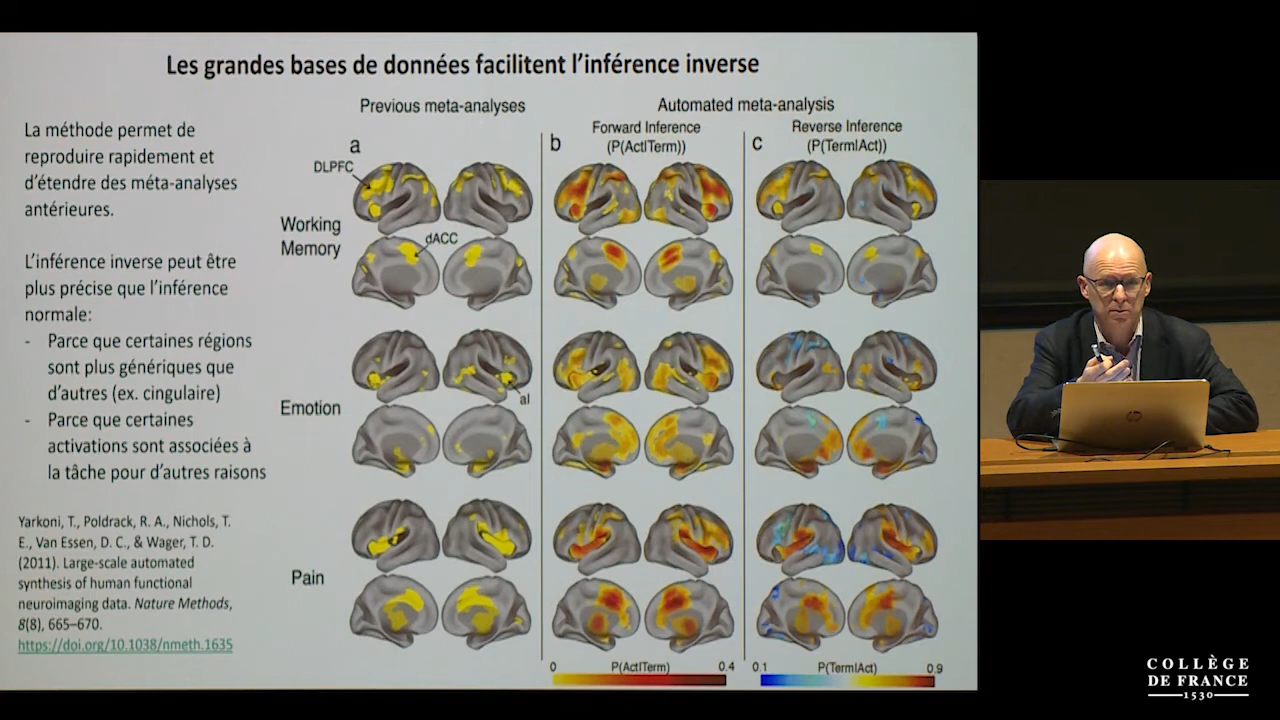 Les grandes bases de données facilitent l'inférence inverse
La méthode permet de
reproduire rapidement et
d'étendre des méta-analyses
antérieures.
L'inférence inverse peut être
plus précise que l'inférence
normale:
- Parce que certaines régions
sont plus génériques que
d'autres (ex. cingulaire)
- Parce que certaines
activations sont associées à
la tâche pour d'autres raisons
Yarkoni, T., Poldrack, R. A., Nichols, T.
E., Van Essen, D. C., & Wager, T. D.
(2011). Large-scale automated
synthesis of human functional
neuroimaging data. Nature Methods,
8(8), 665–670.
https://doi.org/10.1038/nmeth.1635
Previous meta-analyses
Automated meta-analysis
a
b
Forward Inference
(P(Act|Term))
c
Reverse Inference
(P(Term|Act))
DLPFC
Working
Memory
dACC
Emotion
aI
Pain
0 P(Act|Term) 0.4
0.1 P(Term|Act) 0.9
hp
COLLÈGE
DE FRANCE
1530